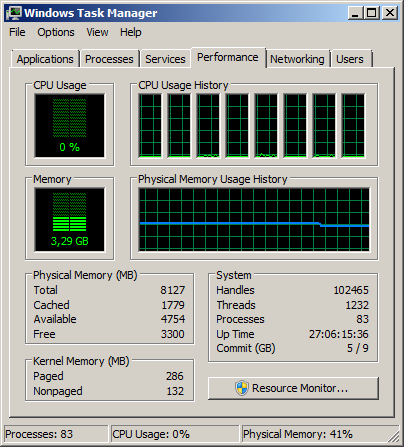 Windows Task Manager
File Options View Help
Applications Processes Services Performance Networking Users
CPU Usage CPU Usage History
0 %
Memory Physical Memory Usage History
3,29 GB
Physical Memory (MB)
Total 8127
Cached 1779
Available 4754
Free 3300
Kernel Memory (MB)
Paged 286
Nonpaged 132
System
Handles 102465
Threads 1232
Processes 83
Up Time 27:06:15:36
Commit (GB) 5 / 9
Resource Monitor...
Processes: 83 CPU Usage: 0% Physical Memory: 41%